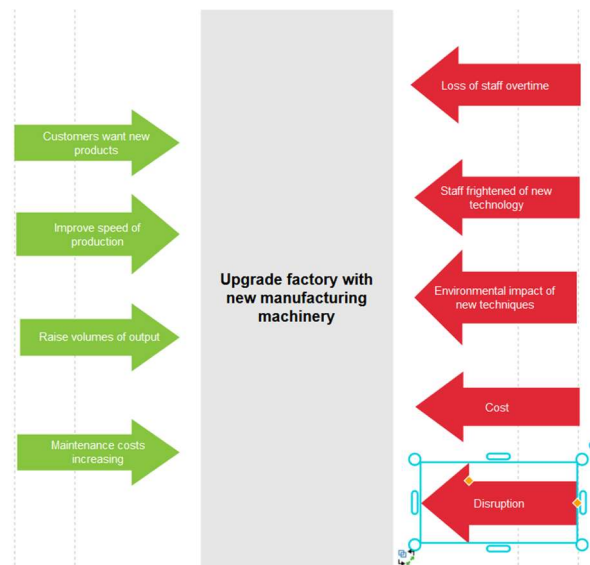 Customers want new
products
Improve speed of
production
Raise volumes of output
Maintenance costs
increasing
Upgrade factory with
new manufacturing
machinery
Loss of staff overtime
Staff frightened of new
technology
Environmental impact of
new techniques
Cost
Disruption